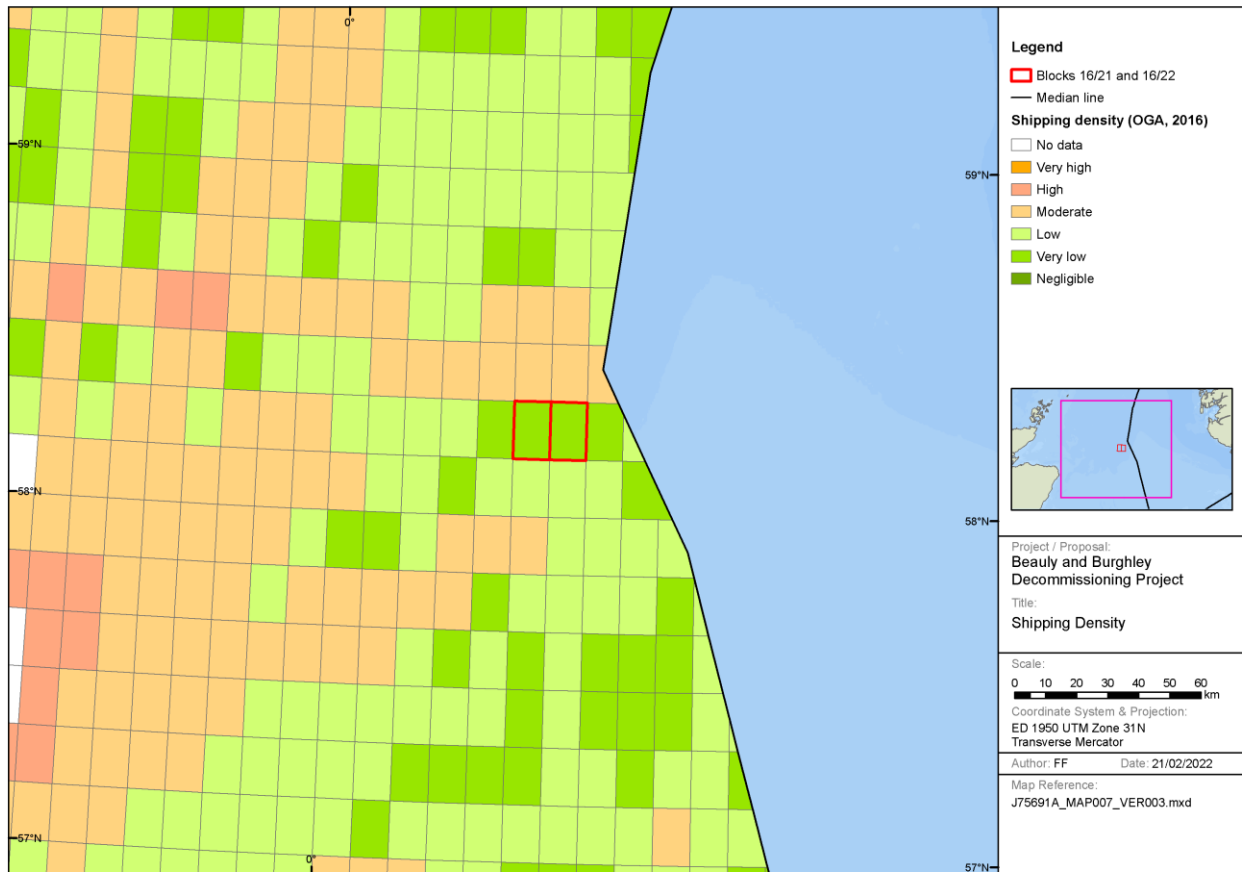 0°
59°N
59°N
58°N
58°N
57°N
57°N
0°
Legend
Blocks 16/21 and 16/22
Median line
Shipping density (OGA, 2016)
No data
Very high
High
Moderate
Low
Very low
Negligible
Project / Proposal:
Beauly and Burghley
Decommissioning Project
Title:
Shipping Density
Scale:
0 10 20 30 40 50 60
km
Coordinate System & Projection:
ED 1950 UTM Zone 31N
Transverse Mercator
Author: FF Date: 21/02/2022
Map Reference:
J75691A_MAP007_VER003.mxd